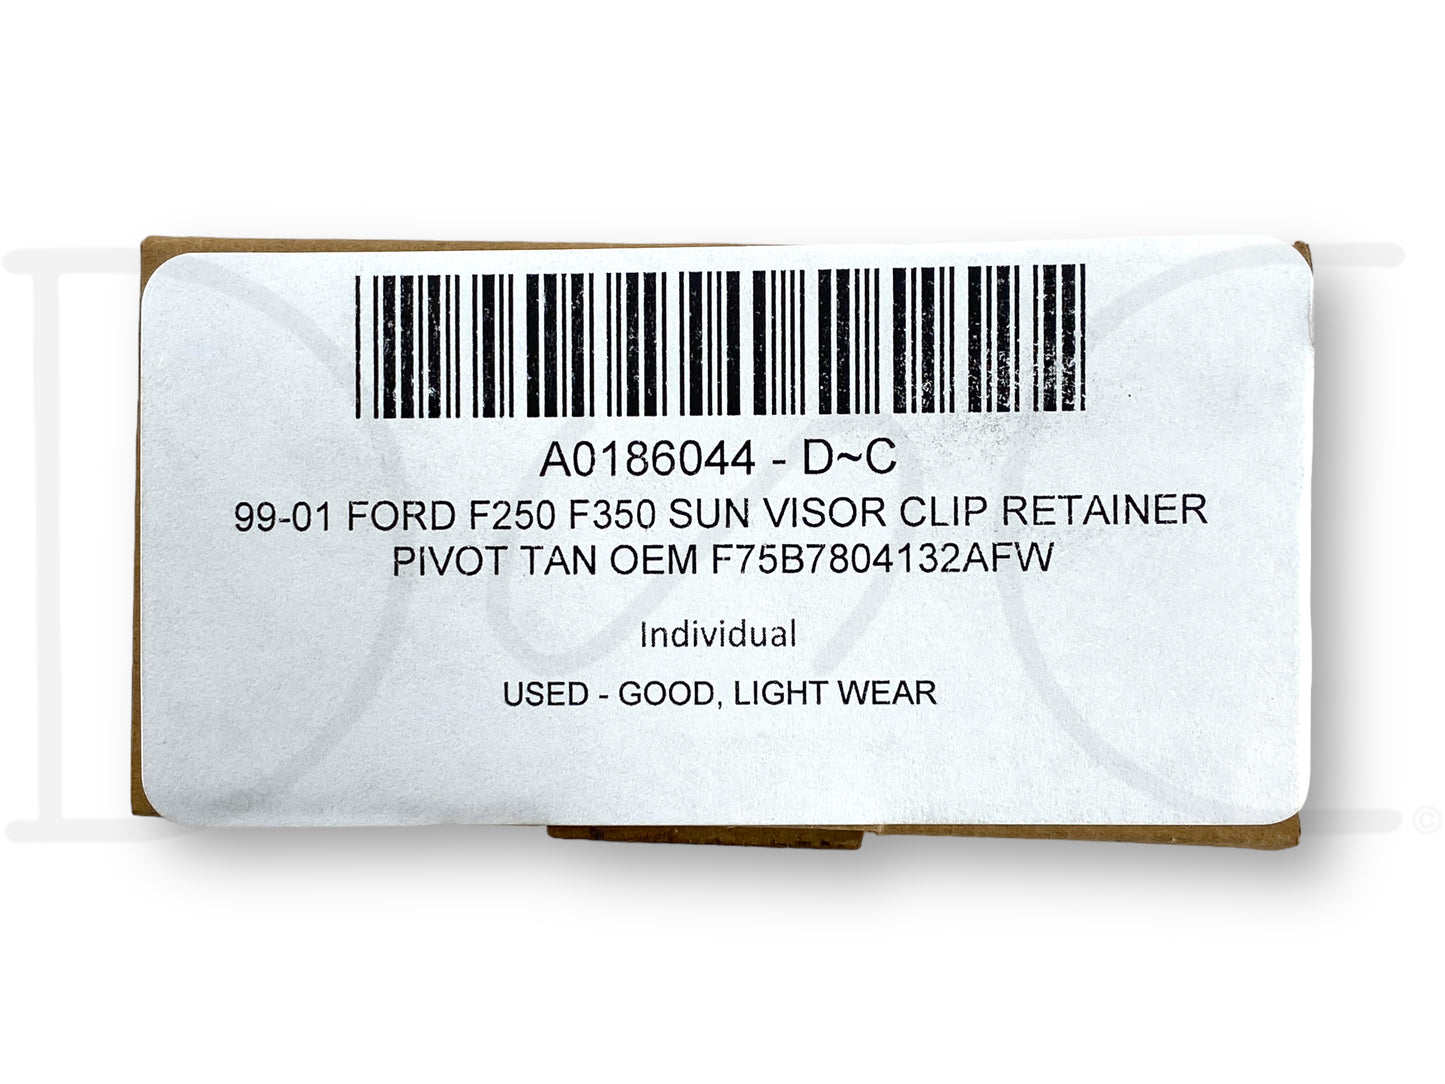 A0186044 - D~C
99-01 FORD F250 F350 SUN VISOR CLIP RETAINER
PIVOT TAN OEM F75B7804132AFW
Individual
USED - GOOD, LIGHT WEAR
©